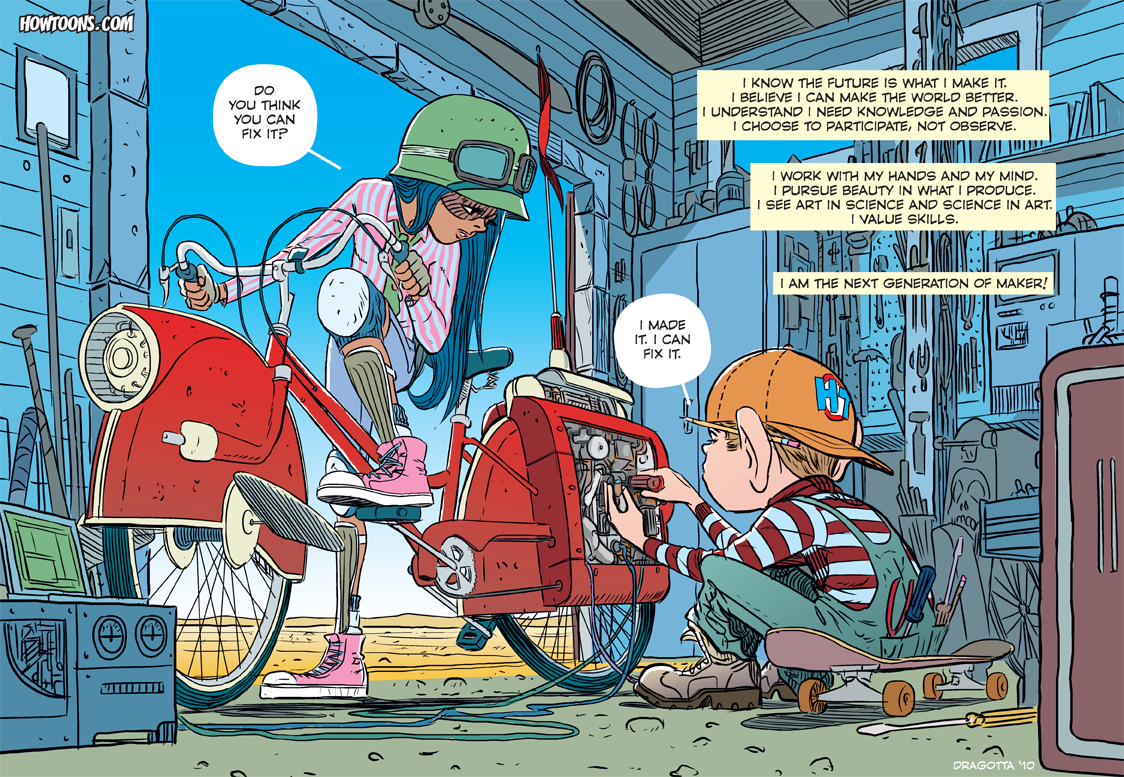 HOWTOONS.COM
DO
YOU THINK
YOU CAN
FIX IT?
I KNOW THE FUTURE IS WHAT I MAKE IT.
I BELIEVE I CAN MAKE THE WORLD BETTER.
I UNDERSTAND I NEED KNOWLEDGE AND PASSION.
I CHOOSE TO PARTICIPATE, NOT OBSERVE.
I WORK WITH MY HANDS AND MY MIND.
I PURSUE BEAUTY IN WHAT I PRODUCE.
I SEE ART IN SCIENCE AND SCIENCE IN ART.
I VALUE SKILLS.
I AM THE NEXT GENERATION OF MAKER!
I MADE
IT. I CAN
FIX IT.
DRAGOTTA '10